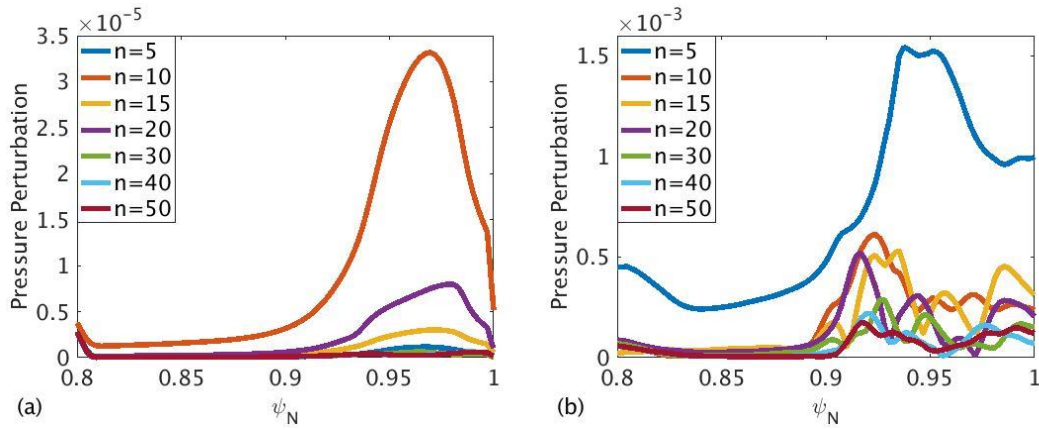 ×10⁻⁵
3.5
3
2.5
2
1.5
1
0.5
0
Pressure Perturbation
n=5
n=10
n=15
n=20
n=30
n=40
n=50
0.8 0.85 0.9 0.95 1
(a) ψ_N
×10⁻³
1.5
1
0.5
0
Pressure Perturbation
n=5
n=10
n=15
n=20
n=30
n=40
n=50
0.8 0.85 0.9 0.95 1
(b) ψ_N